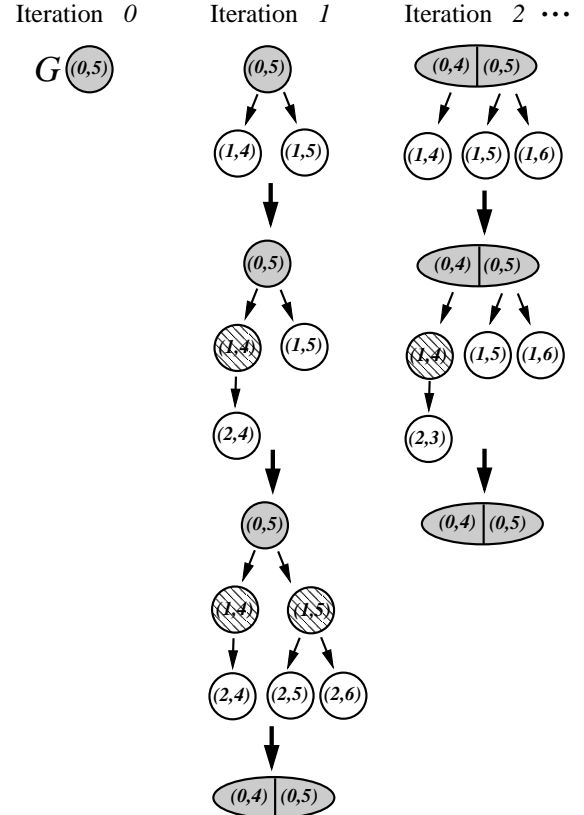 Iteration 0 Iteration 1 Iteration 2 ···
G (0,5) (0,5) (0,4) (0,5)
(1,4) (1,5) (1,4) (1,5) (1,6)
(0,5) (0,4) (0,5)
(1,4) (1,5) (1,4) (1,5) (1,6)
(2,4) (2,3)
(0,5) (0,4) (0,5)
(1,4) (1,5)
(2,4) (2,5) (2,6)
(0,4) (0,5)